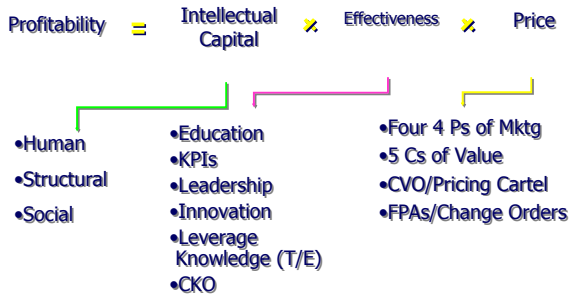 Profitability = Intellectual Capital × Effectiveness × Price
•Human
•Structural
•Social
•Education
•KPIs
•Leadership
•Innovation
•Leverage
Knowledge (T/E)
•CKO
•Four 4 Ps of Mktg
•5 Cs of Value
•CVO/Pricing Cartel
•FPAs/Change Orders